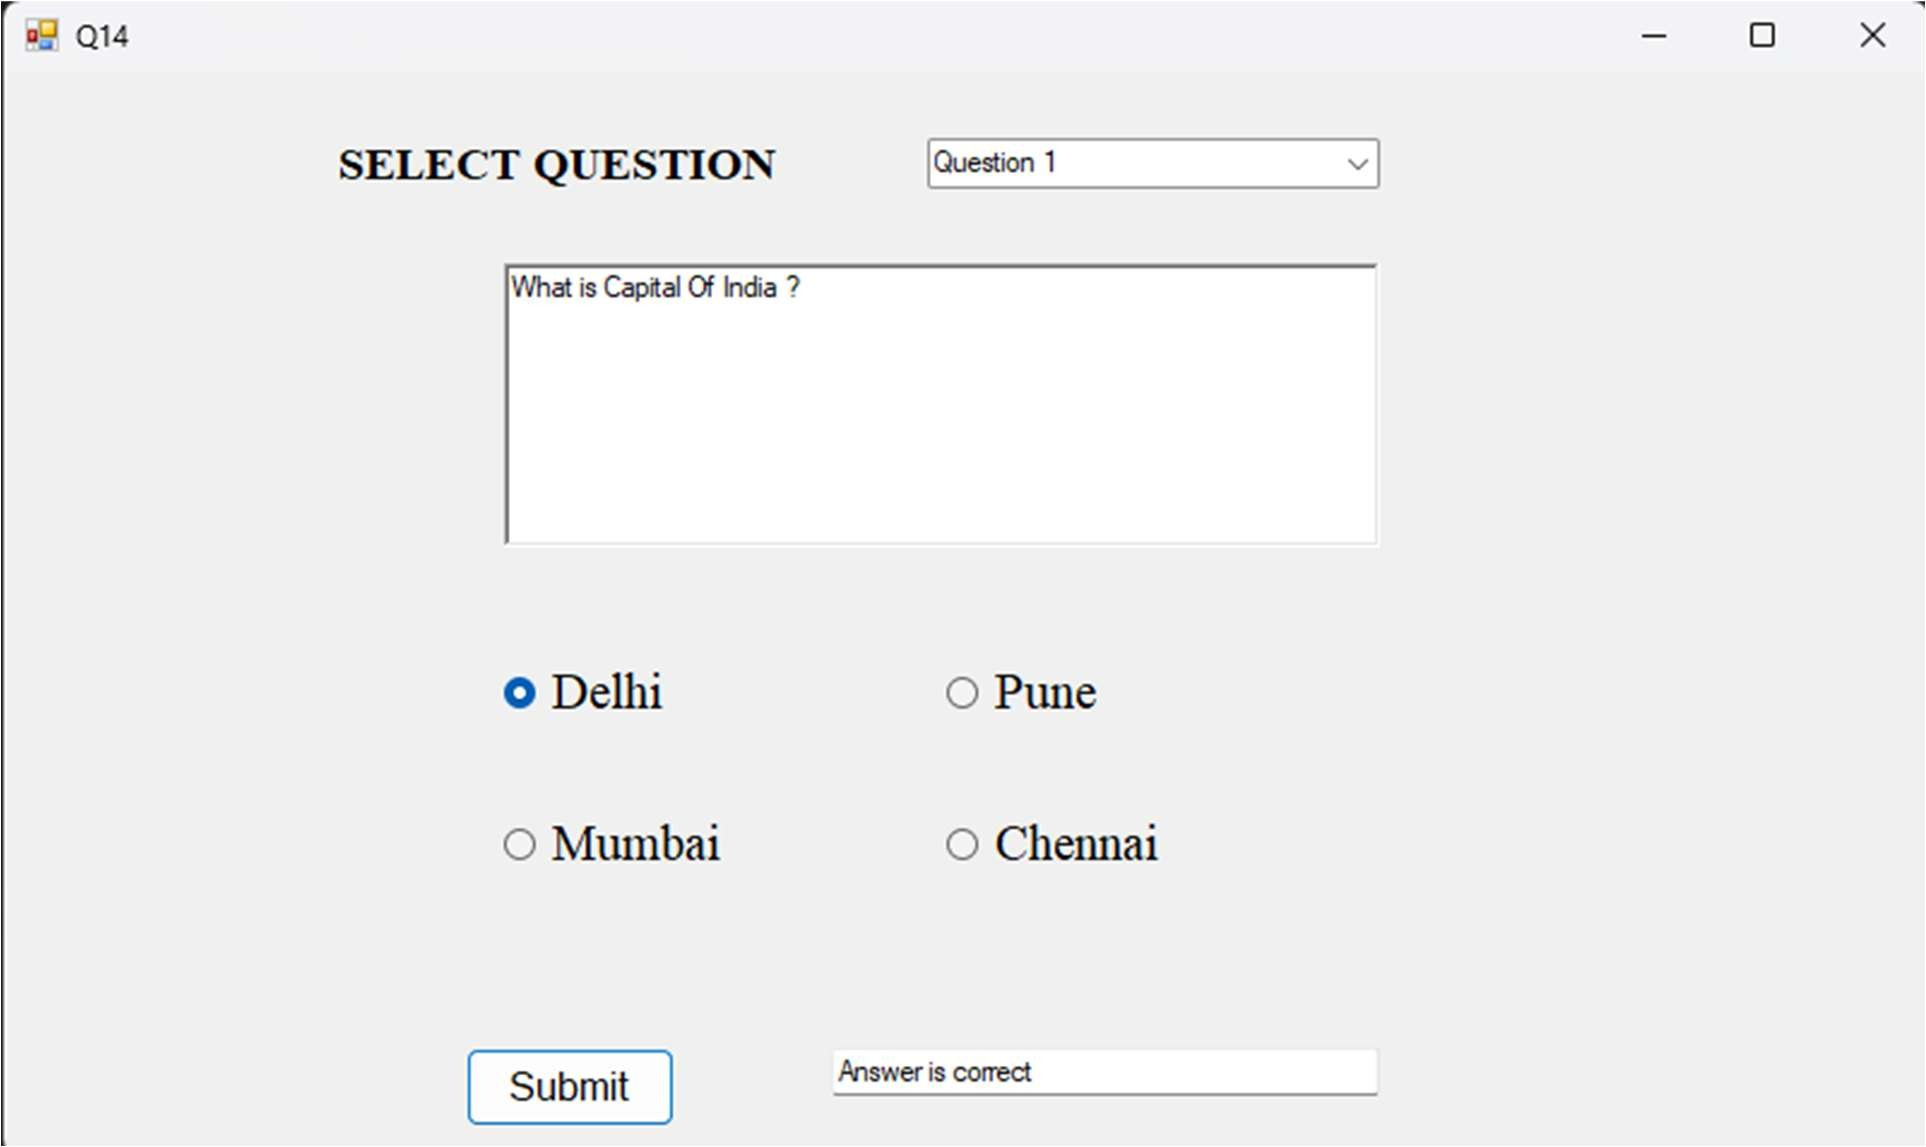 Q14
SELECT QUESTION
Question 1
What is Capital Of India ?
Delhi
Pune
Mumbai
Chennai
Submit
Answer is correct